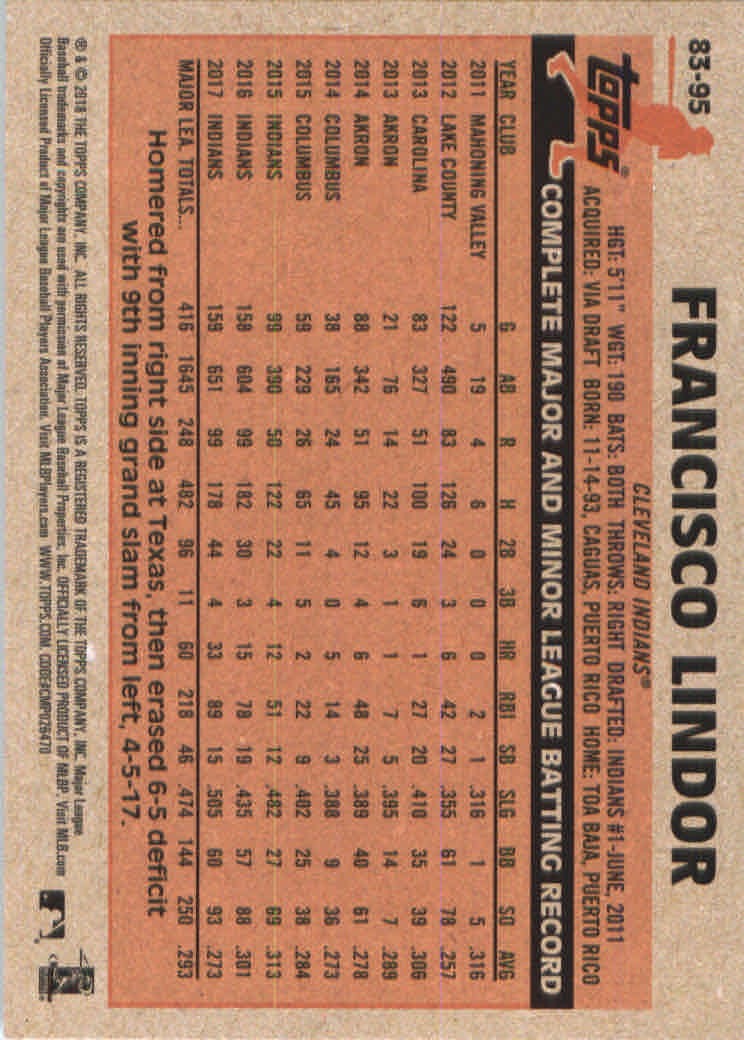 83-95
FRANCISCO LINDOR
CLEVELAND INDIANS®
HGT: 5'11" WGT: 190 BATS: BOTH THROWS: RIGHT DRAFTED: INDIANS #1-JUNE, 2011
ACQUIRED: VIA DRAFT BORN: 11-14-93, CAGUAS, PUERTO RICO HOME: TOA BAJA, PUERTO RICO
topps®
COMPLETE MAJOR AND MINOR LEAGUE BATTING RECORD
YEAR CLUB G AB R H 2B 3B HR RBI SB SLG BB SO AVG
2011 MAHONING VALLEY 5 19 4 6 0 0 0 2 1 .316 1 5 .316
2012 LAKE COUNTY 122 490 83 126 24 3 6 42 27 .355 61 78 .257
2013 CAROLINA 83 327 51 100 19 6 1 27 20 .410 35 39 .306
2013 AKRON 21 76 14 22 3 1 1 7 5 .395 14 7 .289
2014 AKRON 88 342 51 95 12 4 6 48 25 .389 40 61 .278
2014 COLUMBUS 38 165 24 45 4 0 5 14 3 .388 9 36 .273
2015 COLUMBUS 59 229 26 65 11 5 2 22 9 .402 25 38 .284
2015 INDIANS 99 390 50 122 22 4 12 51 12 .482 27 69 .313
2016 INDIANS 158 604 99 182 30 3 15 78 19 .435 57 88 .301
2017 INDIANS 159 651 99 178 44 4 33 89 15 .505 60 93 .273
MAJOR LEA. TOTALS... 416 1645 248 482 96 11 60 218 46 .474 144 250 .293
Homered from right side at Texas, then erased 6-5 deficit
with 9th inning grand slam from left, 4-5-17.
® & © 2018 THE TOPPS COMPANY, INC. ALL RIGHTS RESERVED. TOPPS IS A REGISTERED TRADEMARK OF THE TOPPS COMPANY, INC. Major League
Baseball trademarks and copyrights are used with permission of Major League Baseball Properties, Inc. OFFICIALLY LICENSED PRODUCT OF MLBP. Visit MLB.com
Officially Licensed Product of Major League Baseball Players Association. Visit MLBPlayers.com WWW.TOPPS.COM. CODE#CMP026470